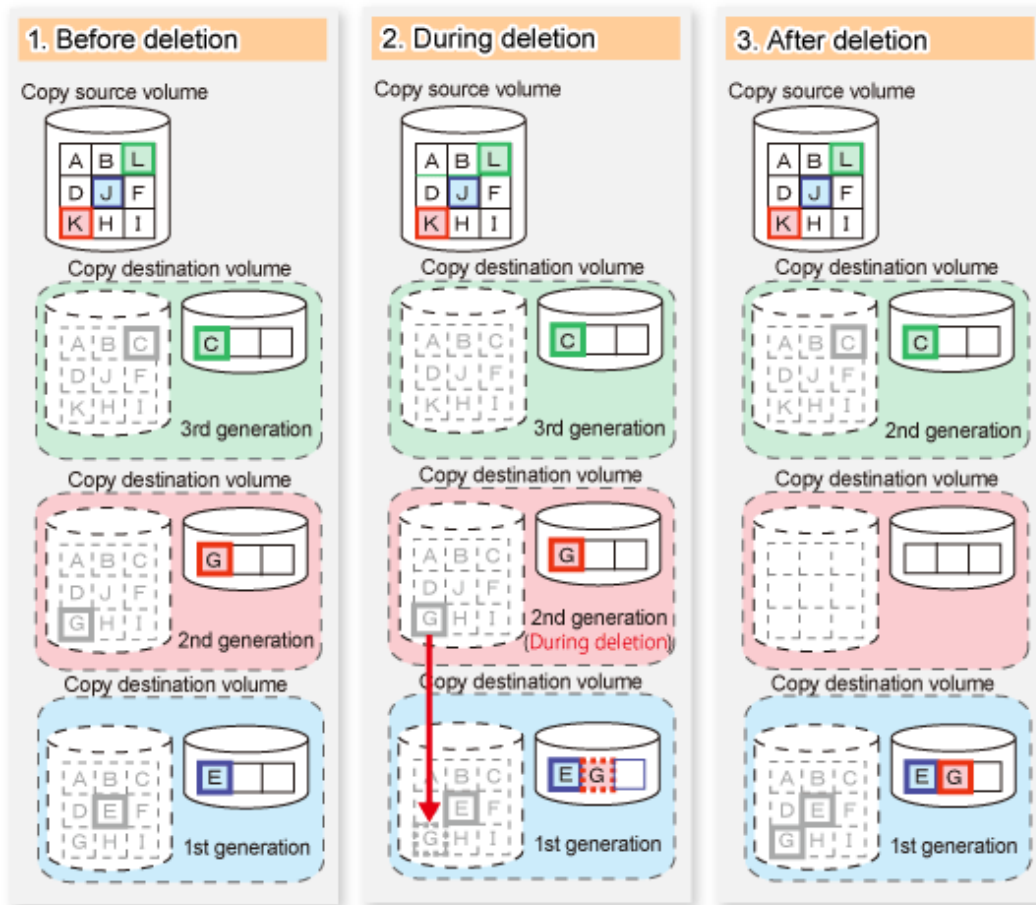 1. Before deletion
Copy source volume
A B L
D J F
K H I
Copy destination volume
A B C
D J F
K H I
C
3rd generation
Copy destination volume
A B C
D J F
G H I
G
2nd generation
Copy destination volume
A B C
D E F
G H I
E
1st generation
2. During deletion
Copy source volume
A B L
D J F
K H I
Copy destination volume
A B C
D J F
K H I
C
3rd generation
Copy destination volume
A B C
D J F
G H I
G
2nd generation
(During deletion)
Copy destination volume
A B C
D E F
G H I
E G
1st generation
3. After deletion
Copy source volume
A B L
D J F
K H I
Copy destination volume
A B C
D J F
K H I
C
2nd generation
Copy destination volume
Copy destination volume
A B C
D E F
G H I
E G
1st generation